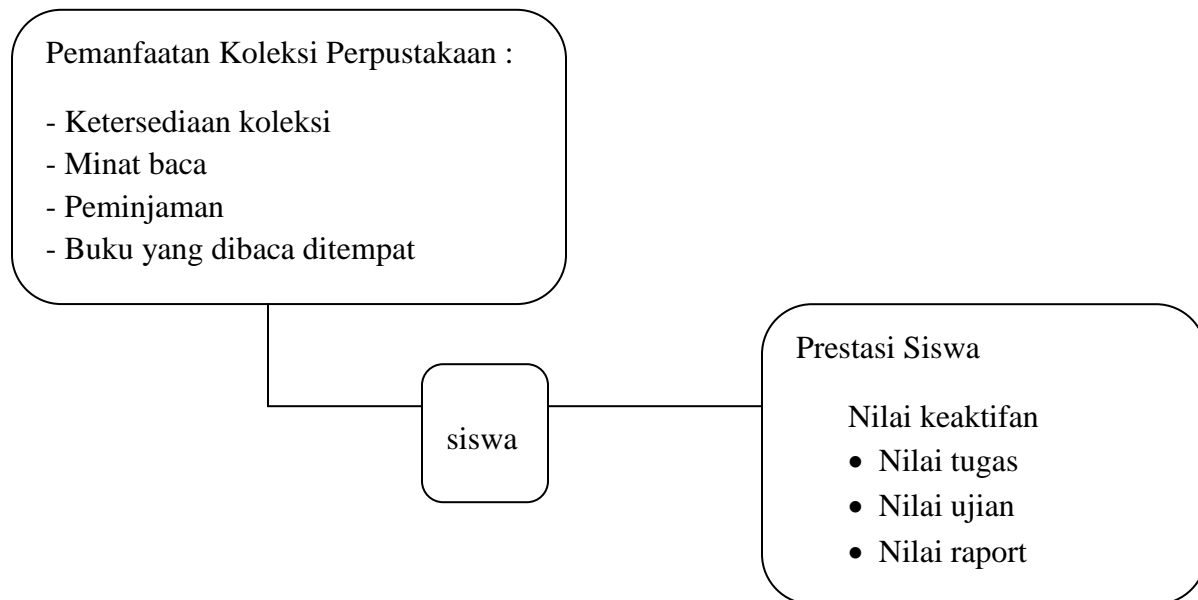 Pemanfaatan Koleksi Perpustakaan :
- Ketersediaan koleksi
- Minat baca
- Peminjaman
- Buku yang dibaca ditempat
siswa
Prestasi Siswa
Nilai keaktifan
• Nilai tugas
• Nilai ujian
• Nilai raport